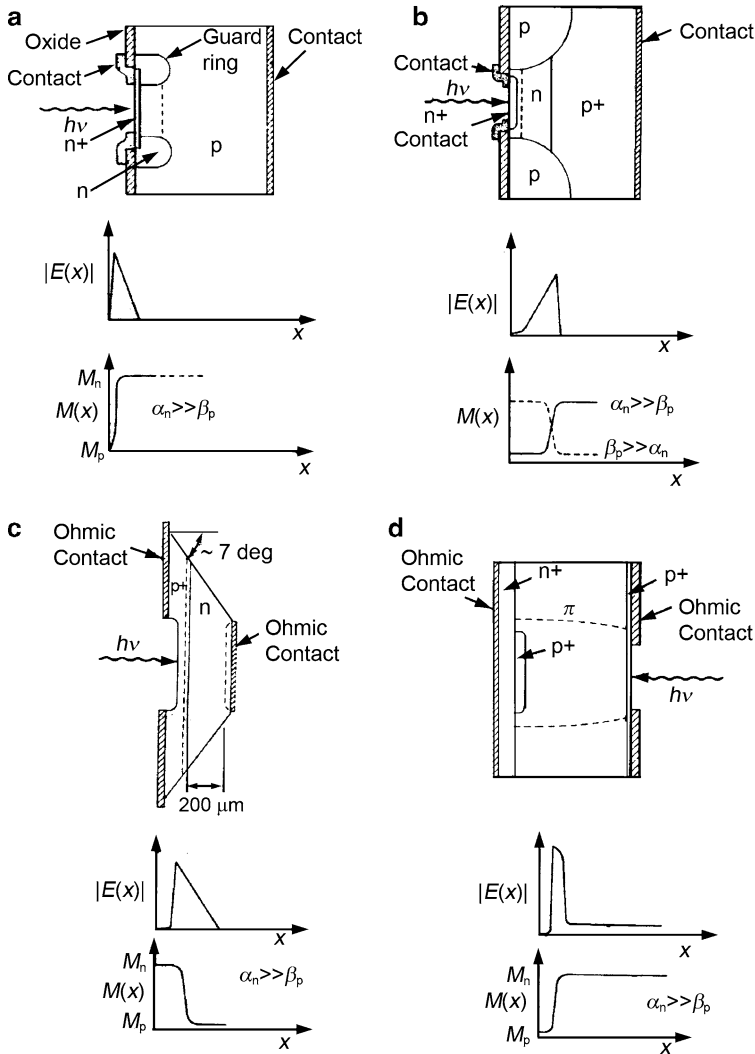 a
Oxide
Guard
ring
Contact
Contact
hν
n+
n
p
|E(x)|
x
Mn
M(x)
Mp
αn>>βp
x
b
p
Contact
Contact
hν
n+
Contact
n
p+
p
|E(x)|
x
M(x)
αn>>βp
βp>>αn
x
c
Ohmic
Contact
~ 7 deg
p+
n
Ohmic
Contact
hν
200 μm
|E(x)|
x
Mn
M(x)
Mp
αn>>βp
x
d
Ohmic
Contact
n+
p+
π
Ohmic
Contact
p+
hν
|E(x)|
x
Mn
M(x)
Mp
αn>>βp
x